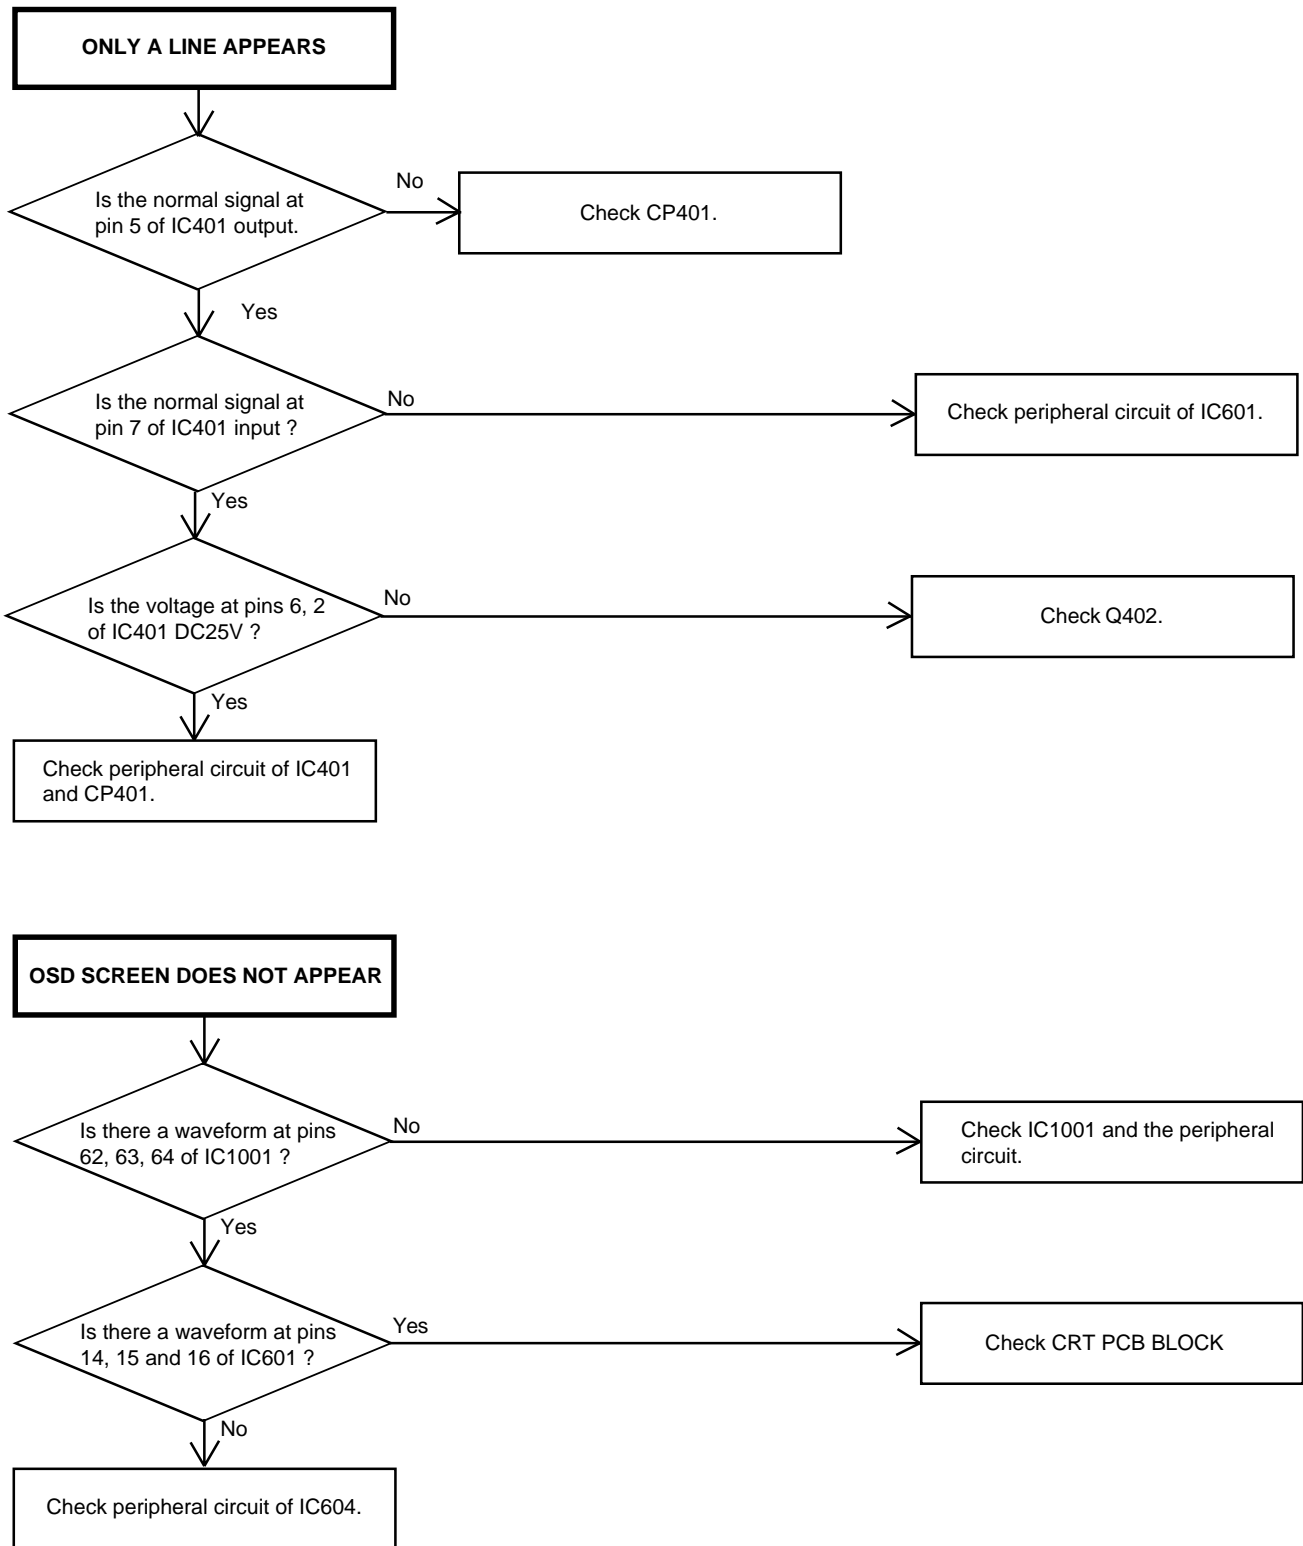 ONLY A LINE APPEARS
Is the normal signal at
pin 5 of IC401 output.
No
Check CP401.
Yes
Is the normal signal at
pin 7 of IC401 input ?
No
Check peripheral circuit of IC601.
Yes
Is the voltage at pins 6, 2
of IC401 DC25V ?
No
Check Q402.
Yes
Check peripheral circuit of IC401
and CP401.
OSD SCREEN DOES NOT APPEAR
Is there a waveform at pins
62, 63, 64 of IC1001 ?
No
Check IC1001 and the peripheral
circuit.
Yes
Is there a waveform at pins
14, 15 and 16 of IC601 ?
Yes
Check CRT PCB BLOCK
No
Check peripheral circuit of IC604.